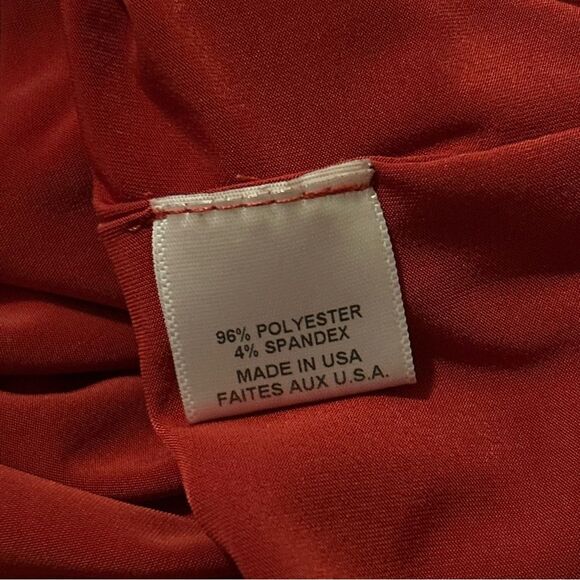 96% POLYESTER
4% SPANDEX
MADE IN USA
FAITES AUX U.S.A.